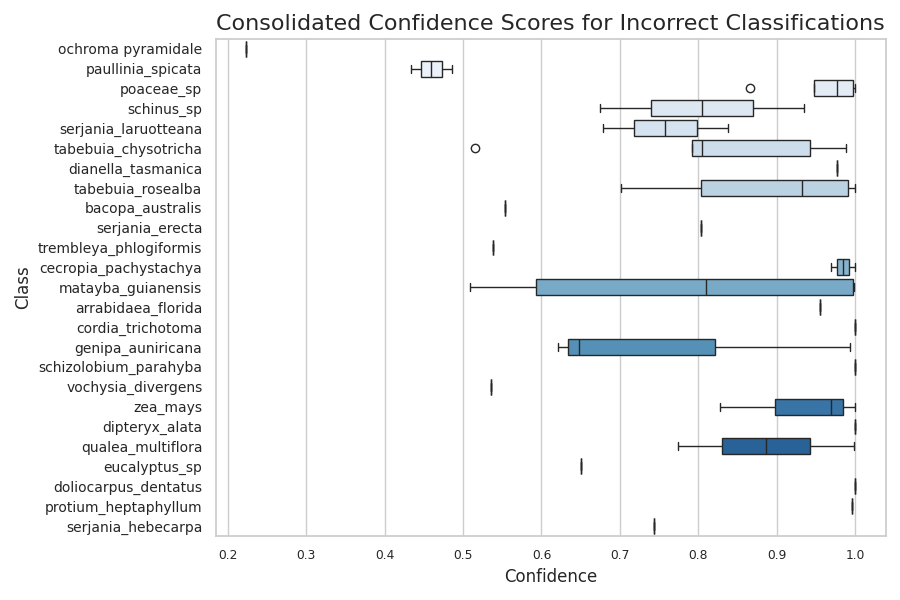 Consolidated Confidence Scores for Incorrect Classifications
ochroma pyramidale
paullinia_spicata
poaceae_sp
schinus_sp
serjania_laruotteana
tabebuia_chysotricha
dianella_tasmanica
tabebuia_rosealba
bacopa_australis
serjania_erecta
trembleya_phlogiformis
cecropia_pachystachya
matayba_guianensis
arrabidaea_florida
cordia_trichotoma
genipa_auniricana
schizolobium_parahyba
vochysia_divergens
zea_mays
dipteryx_alata
qualea_multiflora
eucalyptus_sp
doliocarpus_dentatus
protium_heptaphyllum
serjania_hebecarpa
Class
0.2 0.3 0.4 0.5 0.6 0.7 0.8 0.9 1.0
Confidence